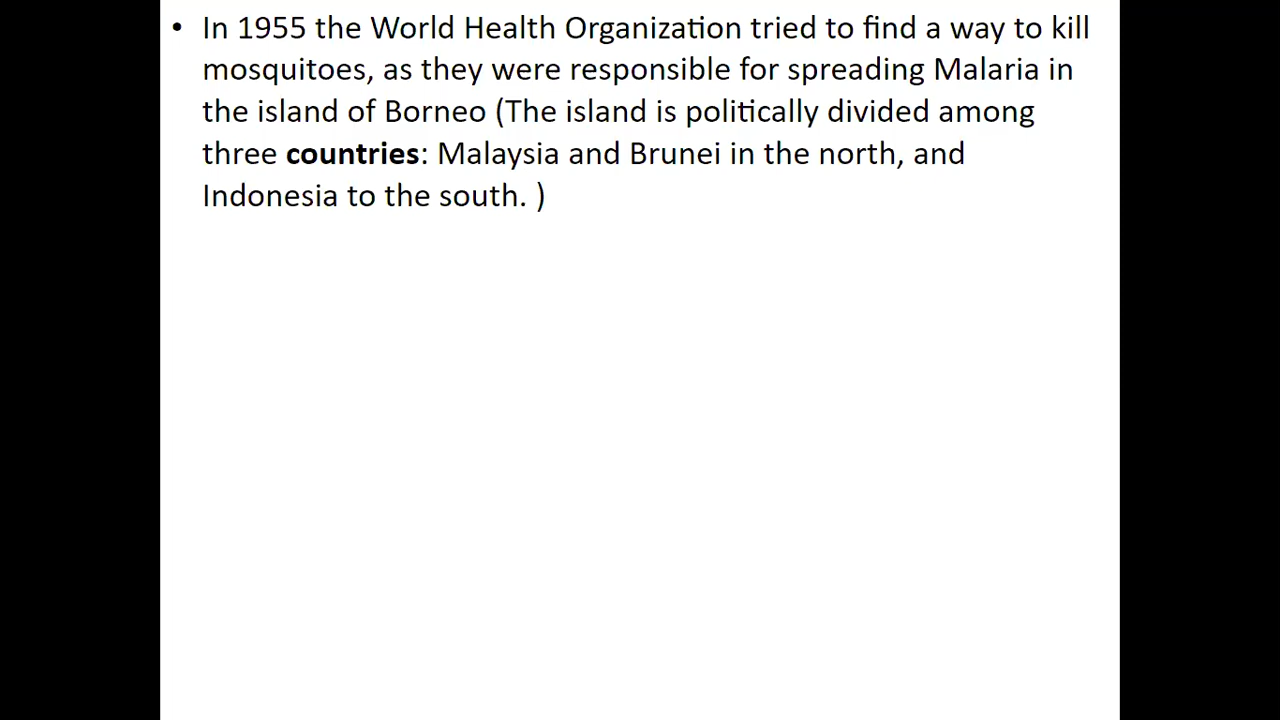 • In 1955 the World Health Organization tried to find a way to kill
mosquitoes, as they were responsible for spreading Malaria in
the island of Borneo (The island is politically divided among
three countries: Malaysia and Brunei in the north, and
Indonesia to the south. )